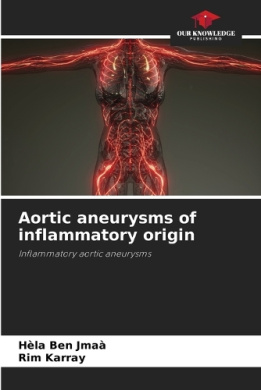 OUR KNOWLEDGE
PUBLISHING
Aortic aneurysms of
inflammatory origin
Inflammatory aortic aneurysms
Hèla Ben Jmaà
Rim Karray